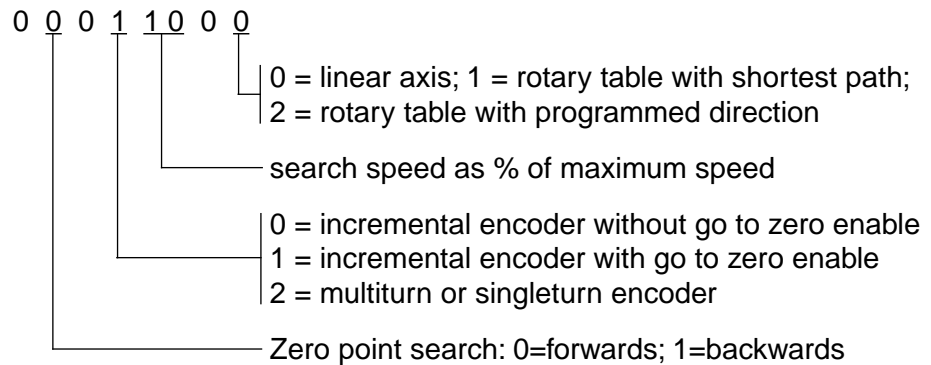 0 0 0 1 1 0 0 0
0 = linear axis; 1 = rotary table with shortest path;
2 = rotary table with programmed direction
search speed as % of maximum speed
0 = incremental encoder without go to zero enable
1 = incremental encoder with go to zero enable
2 = multiturn or singleturn encoder
Zero point search: 0=forwards; 1=backwards